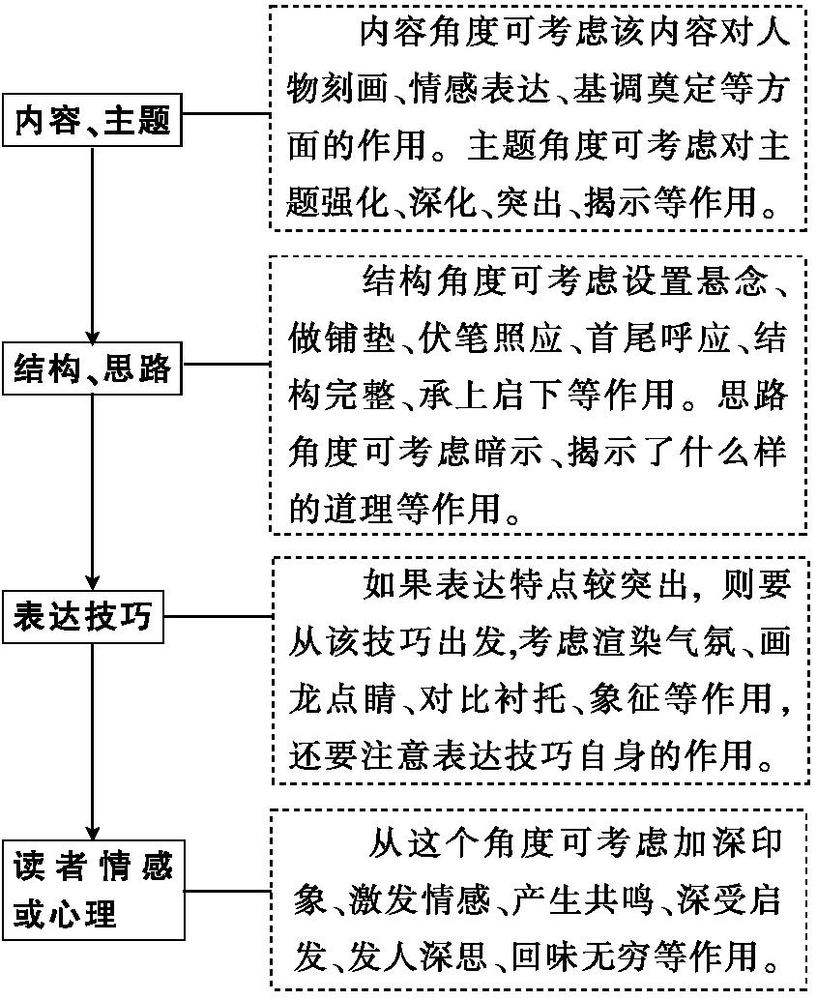 内容、主题
内容角度可考虑该内容对人
物刻画、情感表达、基调奠定等方
面的作用。主题角度可考虑对主
题强化、深化、突出、揭示等作用。
结构、思路
结构角度可考虑设置悬念、
做铺垫、伏笔照应、首尾呼应、结
构完整、承上启下等作用。思路
角度可考虑暗示、揭示了什么样
的道理等作用。
表达技巧
如果表达特点较突出,则要
从该技巧出发,考虑渲染气氛、画
龙点睛、对比衬托、象征等作用,
还要注意表达技巧自身的作用。
读者情感
或心理
从这个角度可考虑加深印
象、激发情感、产生共鸣、深受启
发、发人深思、回味无穷等作用。